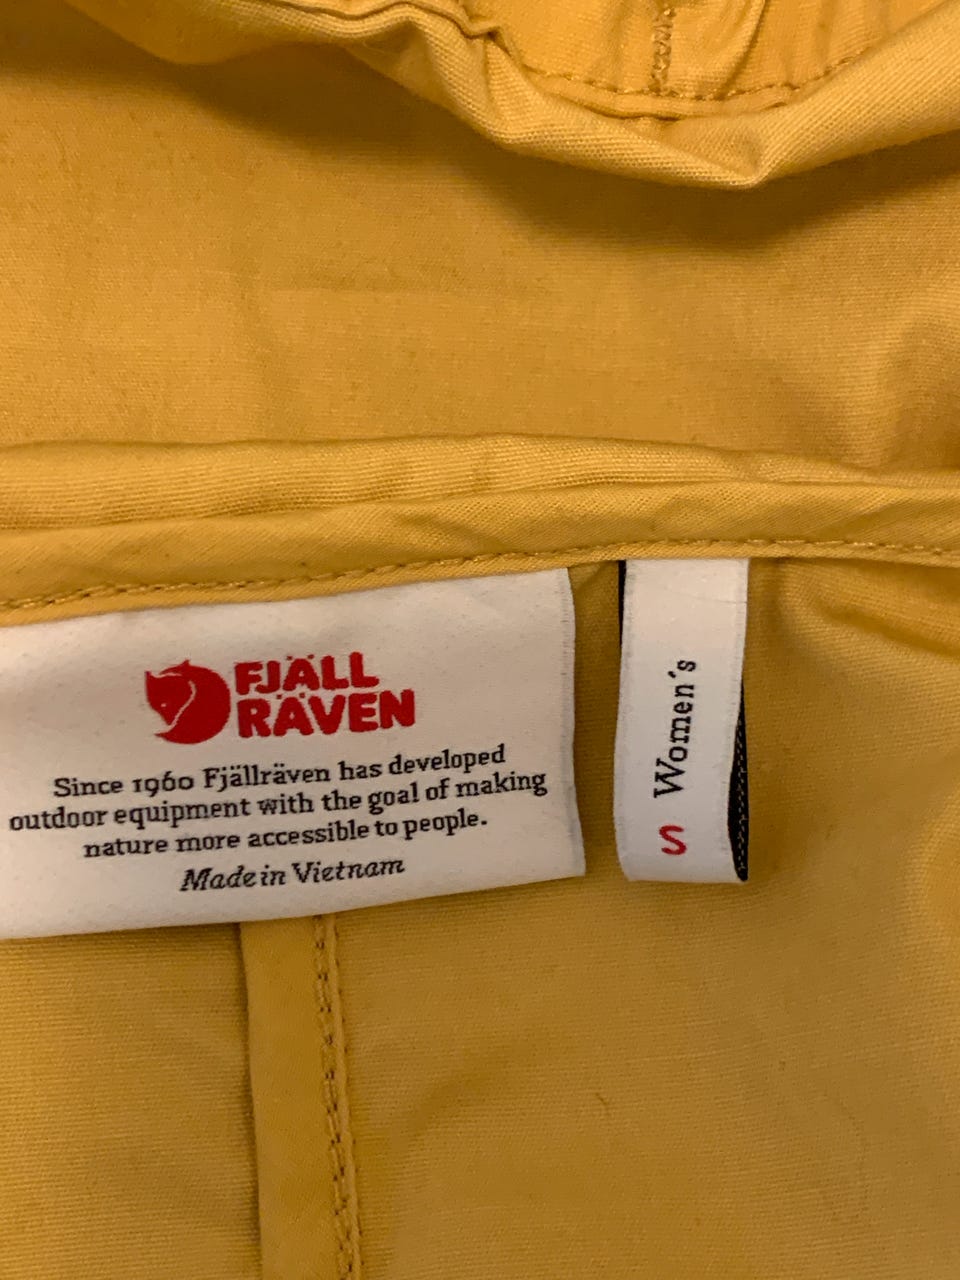 FJÄLL
RÄVEN
Since 1960 Fjällräven has developed
outdoor equipment with the goal of making
nature more accessible to people.
Made in Vietnam
Women´s
S